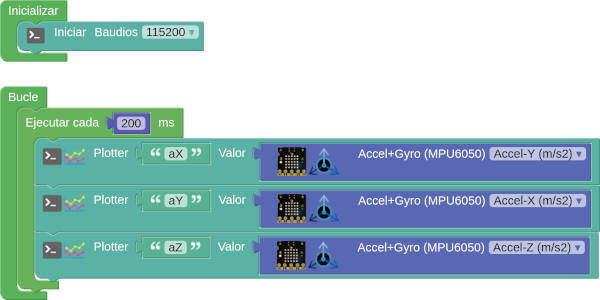 Inicializar
Iniciar Baudios 115200
Bucle
Ejecutar cada 200 ms
Plotter “ aX ” Valor Accel+Gyro (MPU6050) Accel-Y (m/s2)
Plotter “ aY ” Valor Accel+Gyro (MPU6050) Accel-X (m/s2)
Plotter “ aZ ” Valor Accel+Gyro (MPU6050) Accel-Z (m/s2)